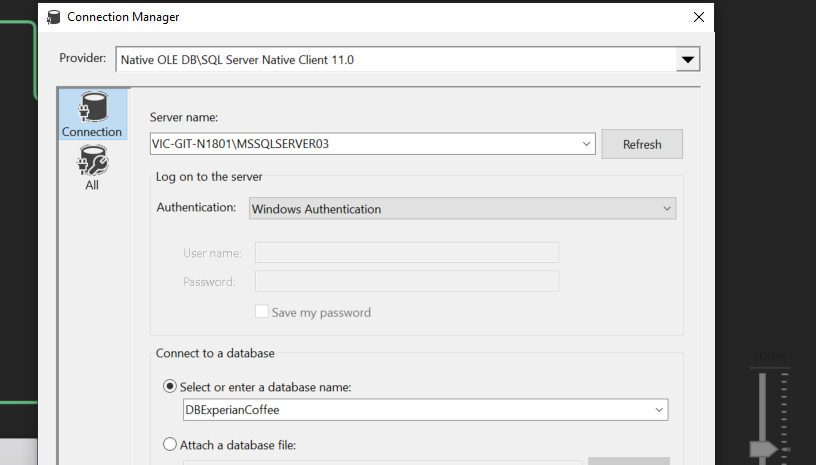 Connection Manager
Provider: Native OLE DB\SQL Server Native Client 11.0
Connection
All
Server name:
VIC-GIT-N1801\MSSQLSERVER03
Refresh
Log on to the server
Authentication: Windows Authentication
User name:
Password:
Save my password
Connect to a database
Select or enter a database name:
DBExperianCoffee
Attach a database file:
100%